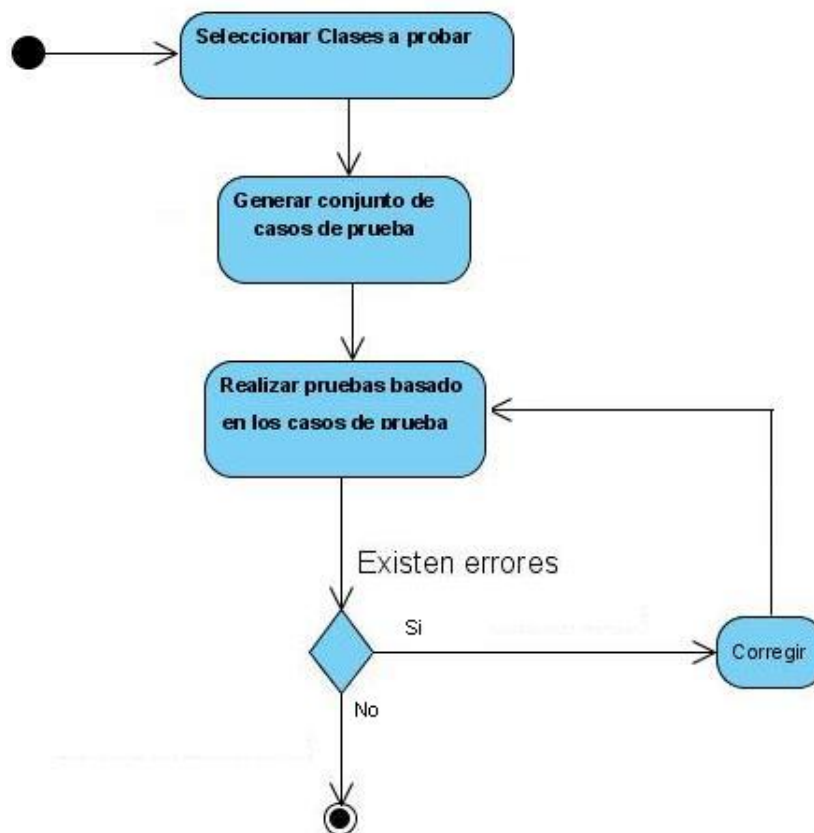 Seleccionar Clases a probar
Generar conjunto de
casos de prueba
Realizar pruebas basado
en los casos de prueba
Existen errores
Si
Corregir
No